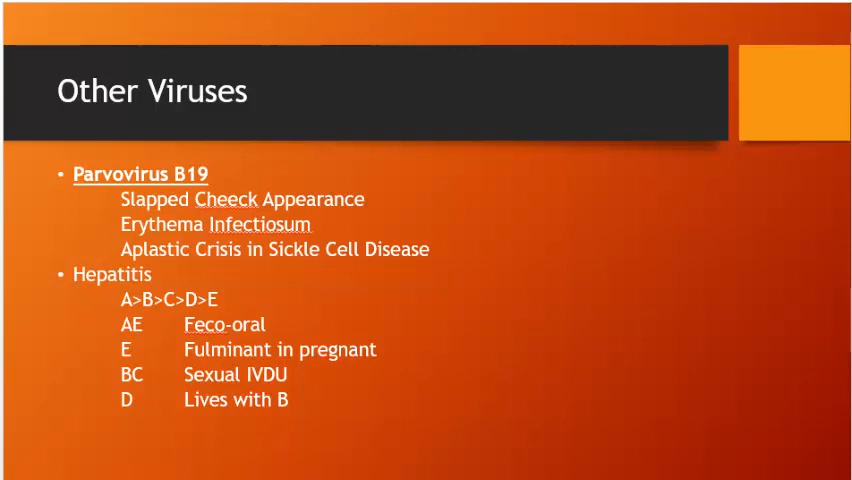 Other Viruses
• Parvovirus B19
Slapped Cheeck Appearance
Erythema Infectiosum
Aplastic Crisis in Sickle Cell Disease
• Hepatitis
A>B>C>D>E
AE Feco-oral
E Fulminant in pregnant
BC Sexual IVDU
D Lives with B